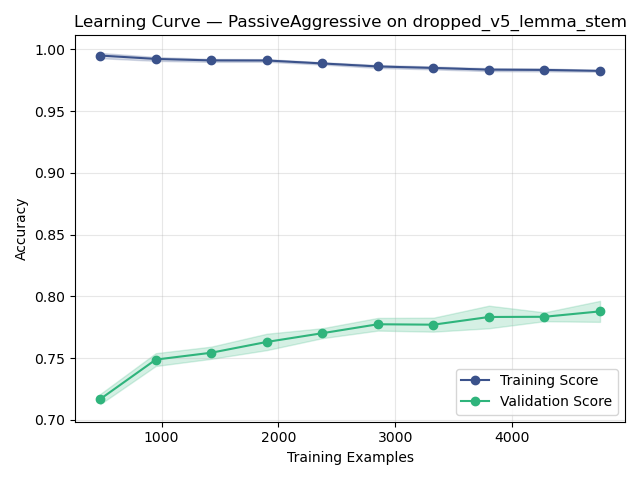 Learning Curve — PassiveAggressive on dropped_v5_lemma_stem
1.00
0.95
0.90
0.85
0.80
0.75
0.70
Accuracy
1000
2000
3000
4000
Training Examples
Training Score
Validation Score